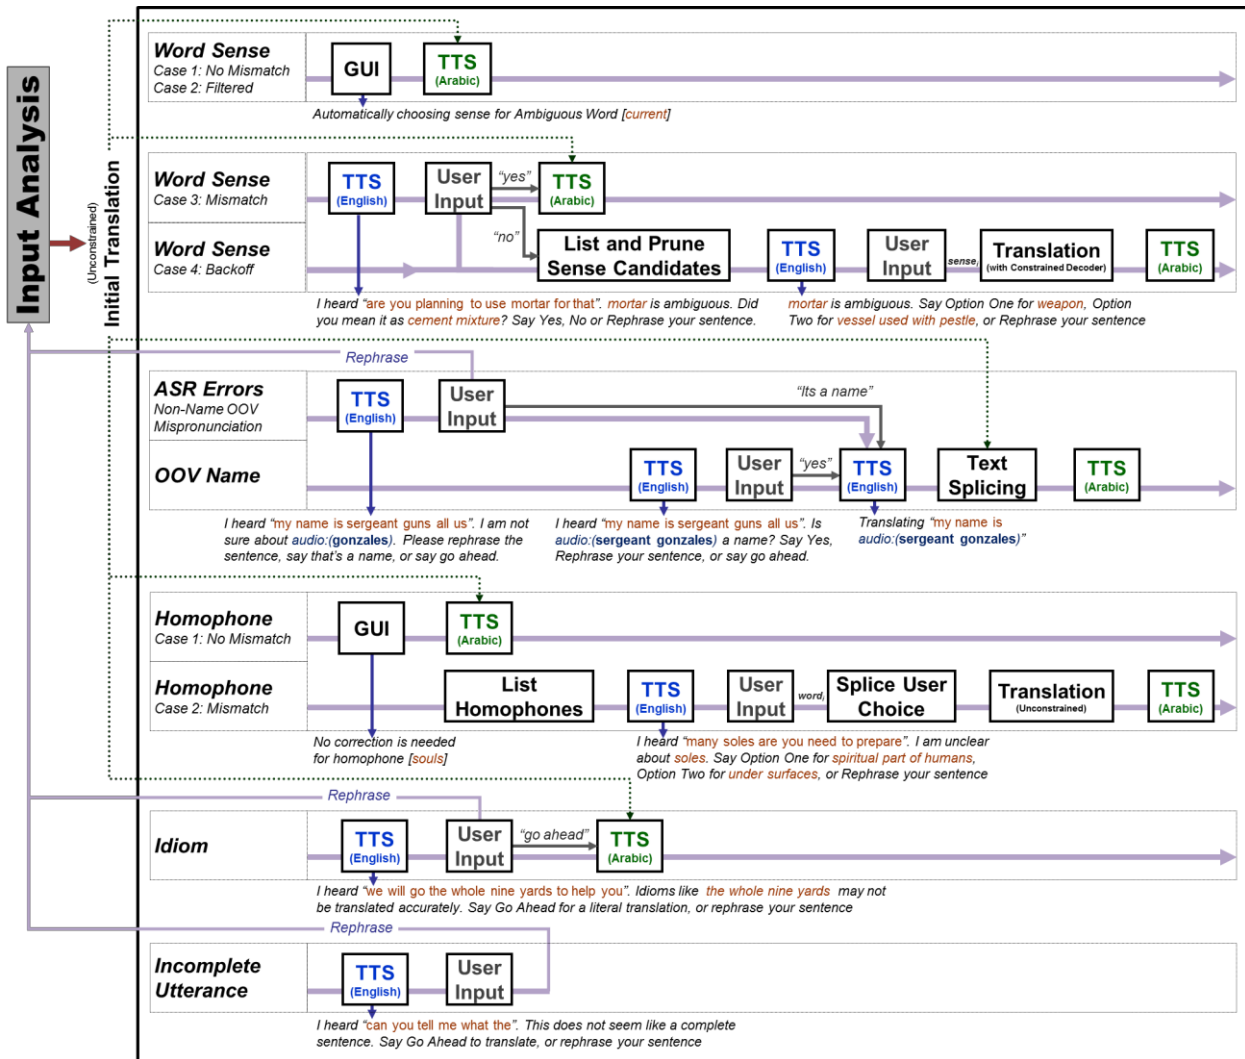 Input Analysis
(Unconstrained)
Initial Translation
Word Sense
Case 1: No Mismatch
Case 2: Filtered
GUI
TTS
(Arabic)
Automatically choosing sense for Ambiguous Word [current]
Word Sense
Case 3: Mismatch
TTS
(English)
User
Input
"yes"
TTS
(Arabic)
"no"
Word Sense
Case 4: Backoff
List and Prune
Sense Candidates
TTS
(English)
User
Input
sensei
Translation
(with Constrained Decoder)
TTS
(Arabic)
I heard "are you planning to use mortar for that". mortar is ambiguous. Did
you mean it as cement mixture? Say Yes, No or Rephrase your sentence.
mortar is ambiguous. Say Option One for weapon, Option
Two for vessel used with pestle, or Rephrase your sentence
Rephrase
ASR Errors
Non-Name OOV
Mispronunciation
TTS
(English)
User
Input
"Its a name"
OOV Name
TTS
(English)
User
Input
"yes"
TTS
(English)
Text
Splicing
TTS
(Arabic)
I heard "my name is sergeant guns all us". I am not
sure about audio:(gonzales). Please rephrase the
sentence, say that's a name, or say go ahead.
I heard "my name is sergeant guns all us". Is
audio:(sergeant gonzales) a name? Say Yes,
Rephrase your sentence, or say go ahead.
Translating "my name is
audio:(sergeant gonzales)"
Homophone
Case 1: No Mismatch
GUI
TTS
(Arabic)
Homophone
Case 2: Mismatch
List
Homophones
TTS
(English)
User
Input
wordi
Splice User
Choice
Translation
(Unconstrained)
TTS
(Arabic)
No correction is needed
for homophone [souls]
I heard "many soles are you need to prepare". I am unclear
about soles. Say Option One for spiritual part of humans,
Option Two for under surfaces, or Rephrase your sentence
Rephrase
Idiom
TTS
(English)
User
Input
"go ahead"
TTS
(Arabic)
I heard "we will go the whole nine yards to help you". Idioms like the whole nine yards may not
be translated accurately. Say Go Ahead for a literal translation, or rephrase your sentence
Rephrase
Incomplete
Utterance
TTS
(English)
User
Input
I heard "can you tell me what the". This does not seem like a complete
sentence. Say Go Ahead to translate, or rephrase your sentence